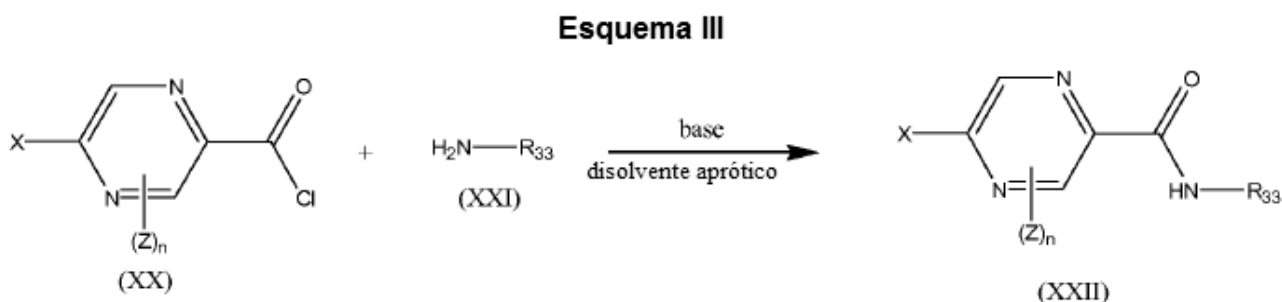 Esquema III
X
N
N
O
Cl
(Z)n
(XX)
+
H2N—R33
(XXI)
base
disolvente aprótico
X
N
N
O
HN—R33
(Z)n
(XXII)